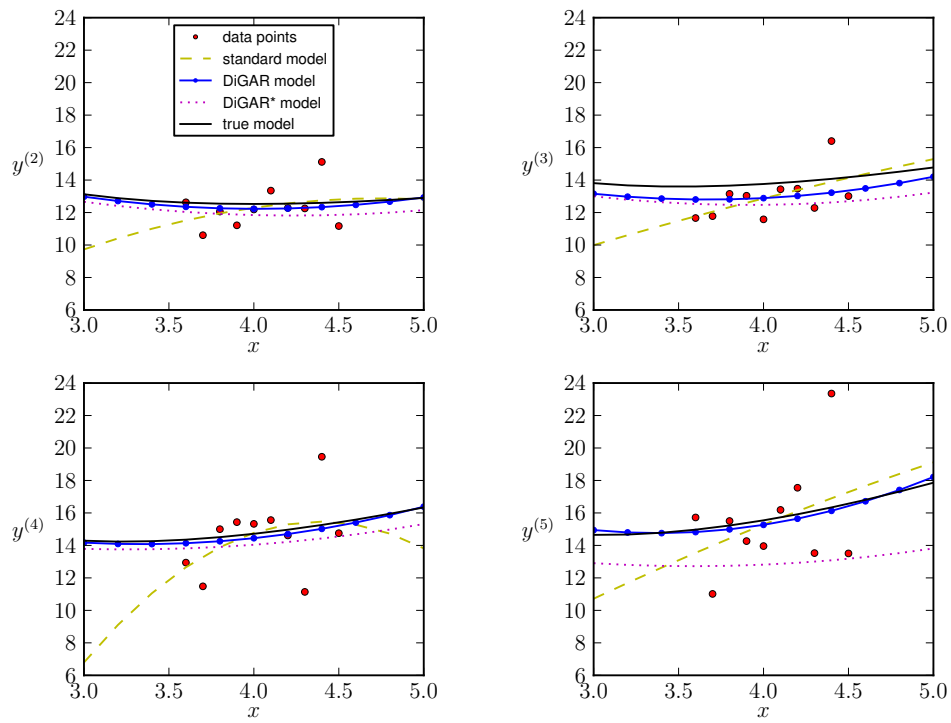 24
22
20
18
16
14
12
10
8
6
y^{(2)}
data points
standard model
DiGAR model
DiGAR* model
true model
3.0 3.5 4.0 4.5 5.0
x
24
22
20
18
16
14
12
10
8
6
y^{(3)}
3.0 3.5 4.0 4.5 5.0
x
24
22
20
18
16
14
12
10
8
6
y^{(4)}
3.0 3.5 4.0 4.5 5.0
x
24
22
20
18
16
14
12
10
8
6
y^{(5)}
3.0 3.5 4.0 4.5 5.0
x